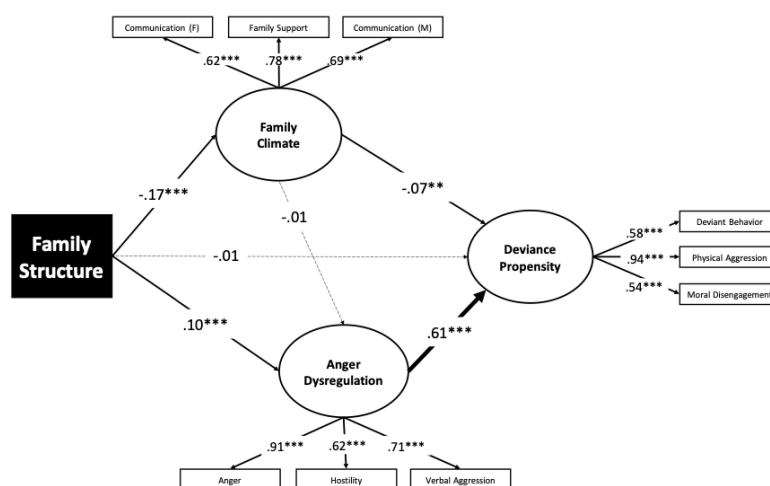 Communication (F)
Family Support
Communication (M)
.62***
.78***
.69***
Family
Climate
-.17***
-.07**
-.01
Family
Structure
-.01
Deviance
Propensity
.58***
.94***
.54***
Deviant Behavior
Physical Aggression
Moral Disengagement
.10***
.61***
Anger
Dysregulation
.91***
.62***
.71***
Anger
Hostility
Verbal Aggression